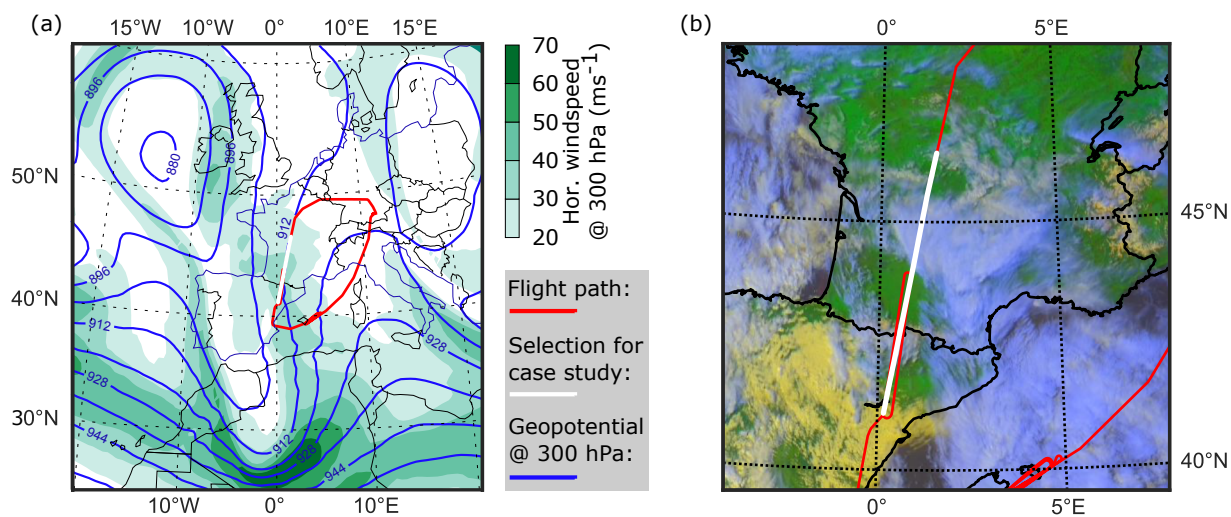 (a)
15°W 10°W 0° 10°E 15°E
50°N
40°N
30°N
10°W 0° 10°E
896
896
880
912
896
912
928
928
912
928
944
944
70
60
50
40
30
20
Hor. windspeed
@ 300 hPa (ms⁻¹)
Flight path:
Selection for
case study:
Geopotential
@ 300 hPa:
(b)
0° 5°E
45°N
40°N
0° 5°E